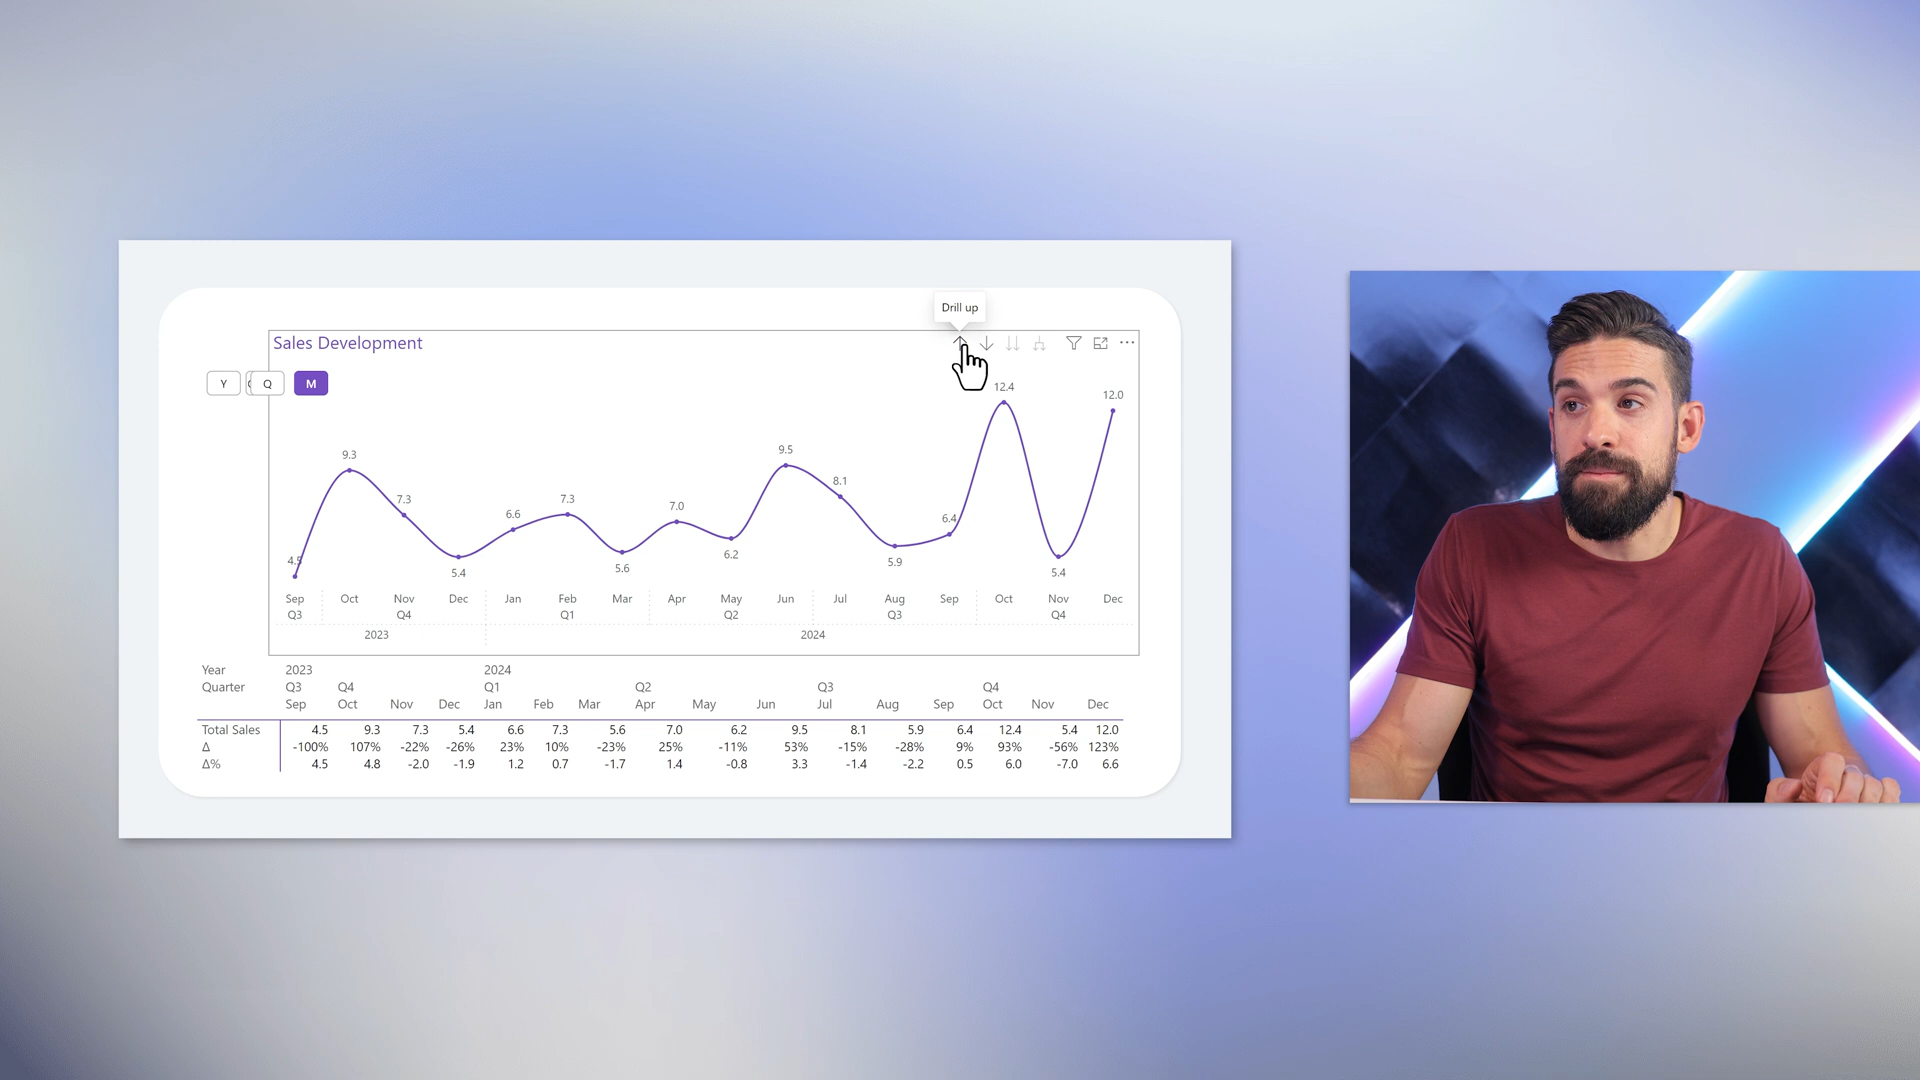 Drill up
Sales Development
Y Q M
12.4
12.0
9.3
9.5
8.1
7.3
6.6
7.3
7.0
6.4
4.5
5.4
5.6
6.2
5.9
5.4
Sep Oct Nov Dec Jan Feb Mar Apr May Jun Jul Aug Sep Oct Nov Dec
Q3 Q4 Q1 Q2 Q3 Q4
2023 2024
Year 2023 2024
Quarter Q3 Q4 Q1 Q2 Q3 Q4
Sep Oct Nov Dec Jan Feb Mar Apr May Jun Jul Aug Sep Oct Nov Dec
Total Sales 4.5 9.3 7.3 5.4 6.6 7.3 5.6 7.0 6.2 9.5 8.1 5.9 6.4 12.4 5.4 12.0
Δ -100% 107% -22% -26% 23% 10% -23% 25% -11% 53% -15% -28% 9% 93% -56% 123%
Δ% 4.5 4.8 -2.0 -1.9 1.2 0.7 -1.7 1.4 -0.8 3.3 -1.4 -2.2 0.5 6.0 -7.0 6.6